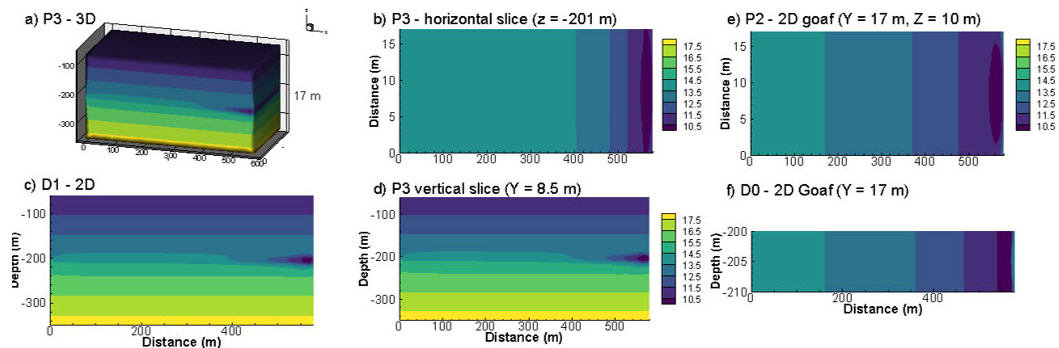 a) P3 - 3D
z
x
-100
-200
-300
0
100
200
300
400
500
600
17 m
b) P3 - horizontal slice (z = -201 m)
Distance (m)
15
10
5
0
0 100 200 300 400 500
17.5
16.5
15.5
14.5
13.5
12.5
11.5
10.5
e) P2 - 2D goaf (Y = 17 m, Z = 10 m)
Distance (m)
15
10
5
0
0 100 200 300 400 500
17.5
16.5
15.5
14.5
13.5
12.5
11.5
10.5
c) D1 - 2D
Depth (m)
-100
-200
-300
0 200 400
Distance (m)
d) P3 vertical slice (Y = 8.5 m)
Depth (m)
-100
-200
-300
0 100 200 300 400 500
Distance (m)
17.5
16.5
15.5
14.5
13.5
12.5
11.5
10.5
f) D0 - 2D Goaf (Y = 17 m)
Depth (m)
-200
-205
-210
0 200 400
Distance (m)